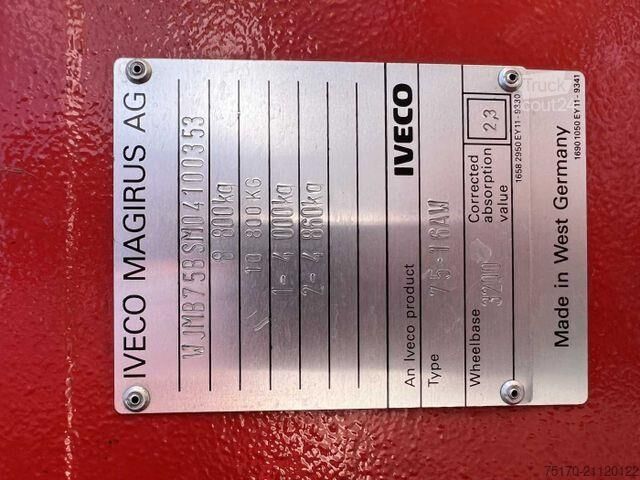 IVECO MAGIRUS AG
WJMB75BSM04100353
8 800kg
10 800KG
1-4 000kg
2-4 860kg
An Iveco product
IVECO
Type
75-16AW
Wheelbase
3200
Corrected
absorption
value
2,3
1658 2950 EY11-9330
Made in West Germany
1690 1050 EY11-9341
Truck
Scout24
75170-21120122